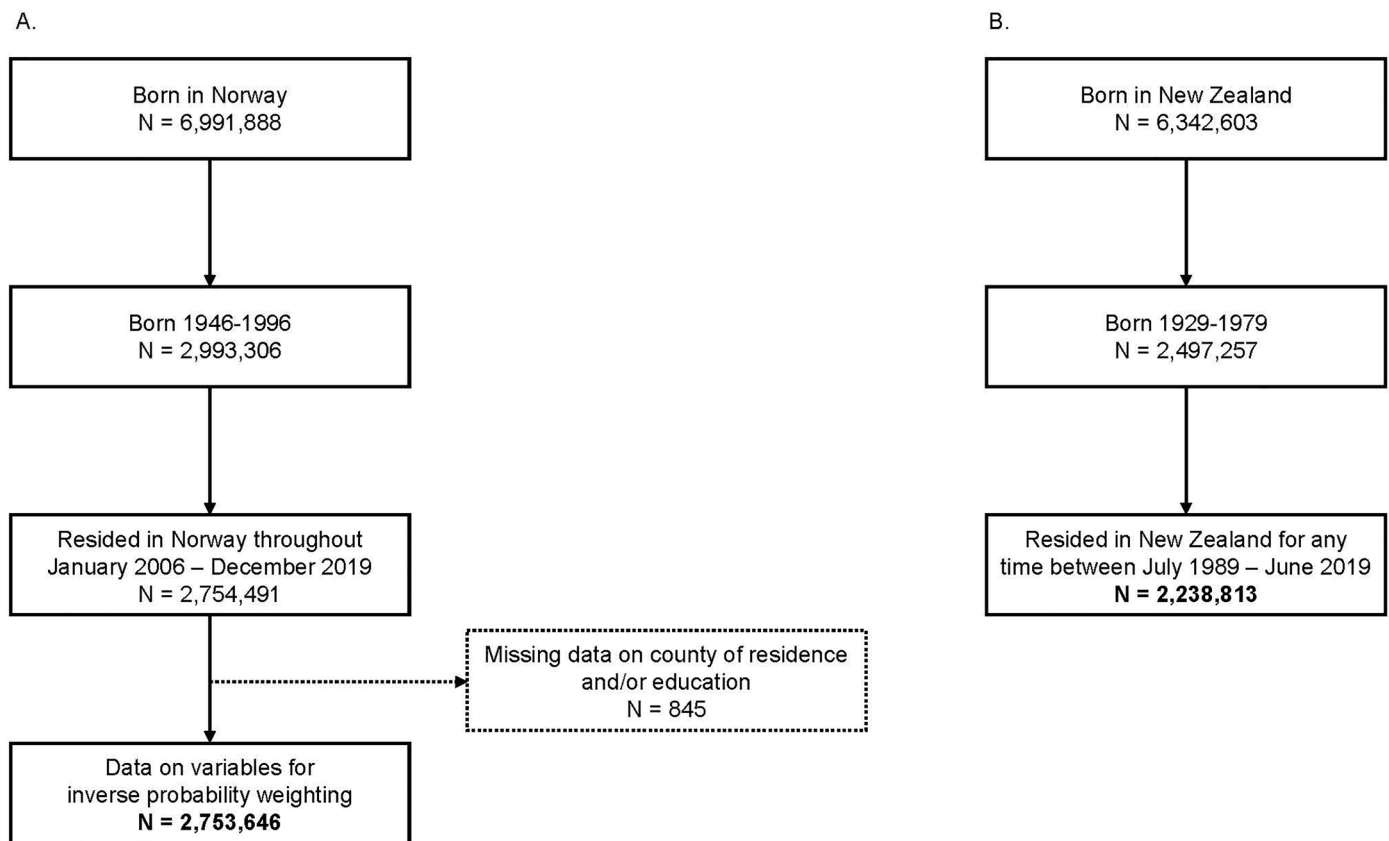 A.
Born in Norway
N = 6,991,888
Born 1946-1996
N = 2,993,306
Resided in Norway throughout
January 2006 – December 2019
N = 2,754,491
Missing data on county of residence
and/or education
N = 845
Data on variables for
inverse probability weighting
N = 2,753,646
B.
Born in New Zealand
N = 6,342,603
Born 1929-1979
N = 2,497,257
Resided in New Zealand for any
time between July 1989 – June 2019
N = 2,238,813